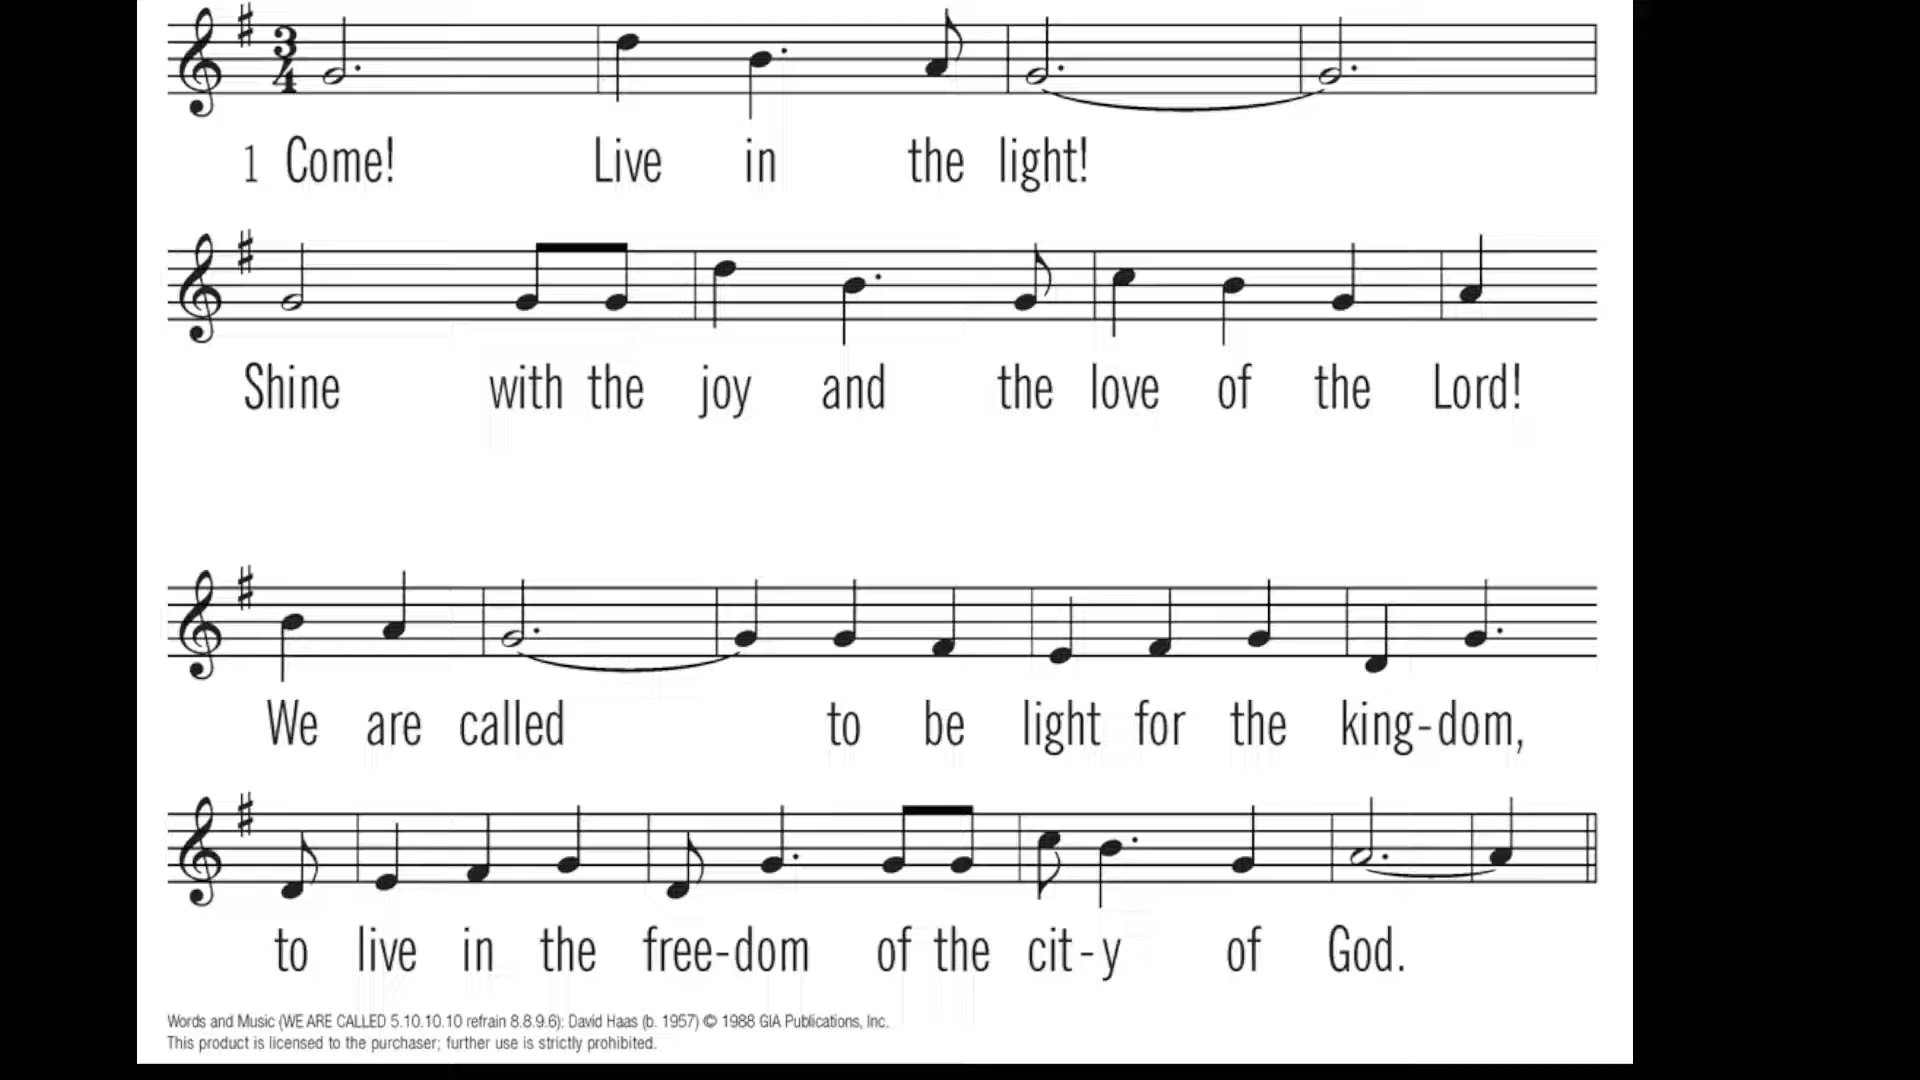 3
4
1 Come! Live in the light!
Shine with the joy and the love of the Lord!
We are called to be light for the king-dom,
to live in the free-dom of the cit-y of God.
Words and Music (WE ARE CALLED 5.10.10.10 refrain 8.8.9.6): David Haas (b. 1957) © 1988 GIA Publications, Inc.
This product is licensed to the purchaser; further use is strictly prohibited.